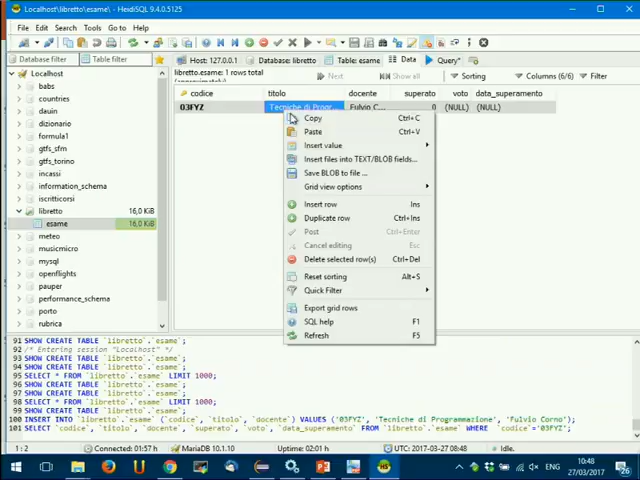 Localhost\libretto\esame\ - HeidiSQL 9.4.0.5125
File Edit Search Tools Go to Help
Database filter Table filter Host: 127.0.0.1 Database: libretto Table: esame Data Query*
libretto.esame: 1 rows total (approximately) Next Show all Sorting Columns (6/6) Filter
codice titolo docente superato voto data_superamento
03FYZ Tecniche di Progr... Fulvio C... 0 (NULL) (NULL)
Localhost
babs
countries
dauin
dizionario
formula1
gtfs_sfm
gtfs_torino
incassi
information_schema
iscritticorsi
libretto 16,0 KiB
esame 16,0 KiB
meteo
musicmicro
mysql
openflights
pauper
performance_schema
porto
rubrica
Copy Ctrl+C
Paste Ctrl+V
Insert value
Insert files into TEXT/BLOB fields...
Save BLOB to file ...
Grid view options
Insert row Ins
Duplicate row Ctrl+Ins
Post Ctrl+Enter
Cancel editing Esc
Delete selected row(s) Ctrl+Del
Reset sorting Alt+S
Quick Filter
Export grid rows
SQL help F1
Refresh F5
91 SHOW CREATE TABLE `libretto`.`esame`;
92 /* Entering session "Localhost" */
93 SHOW CREATE TABLE `libretto`.`esame`;
94 SHOW CREATE TABLE `libretto`.`esame`;
95 SELECT * FROM `libretto`.`esame` LIMIT 1000;
96 SHOW CREATE TABLE `libretto`.`esame`;
97 SHOW CREATE TABLE `libretto`.`esame`;
98 SELECT * FROM `libretto`.`esame` LIMIT 1000;
99 SHOW CREATE TABLE `libretto`.`esame`;
100 INSERT INTO `libretto`.`esame` (`codice`, `titolo`, `docente`) VALUES ('03FYZ', 'Tecniche di Programmazione', 'Fulvio Corno');
101 SELECT `codice`, `titolo`, `docente`, `superato`, `voto`, `data_superamento` FROM `libretto`.`esame` WHERE `codice`='03FYZ';
1 : 2 Connected: 01:57 h MariaDB 10.1.10 Uptime: 02:01 h UTC: 2017-03-27 08:48 Idle.
10:48
27/03/2017
26